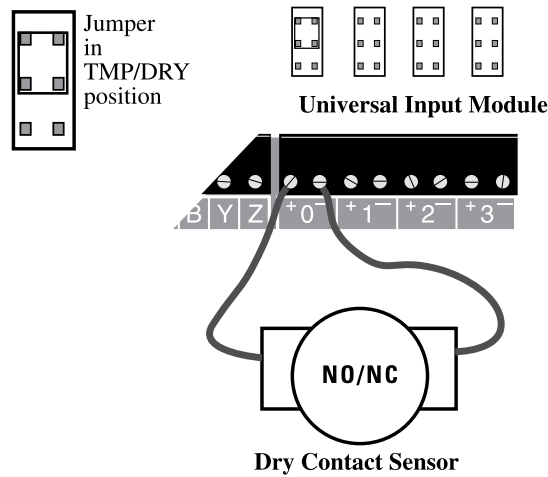 Jumper
in
TMP/DRY
position
Universal Input Module
B Y Z + 0 − + 1 − + 2 − + 3 −
NO/NC
Dry Contact Sensor